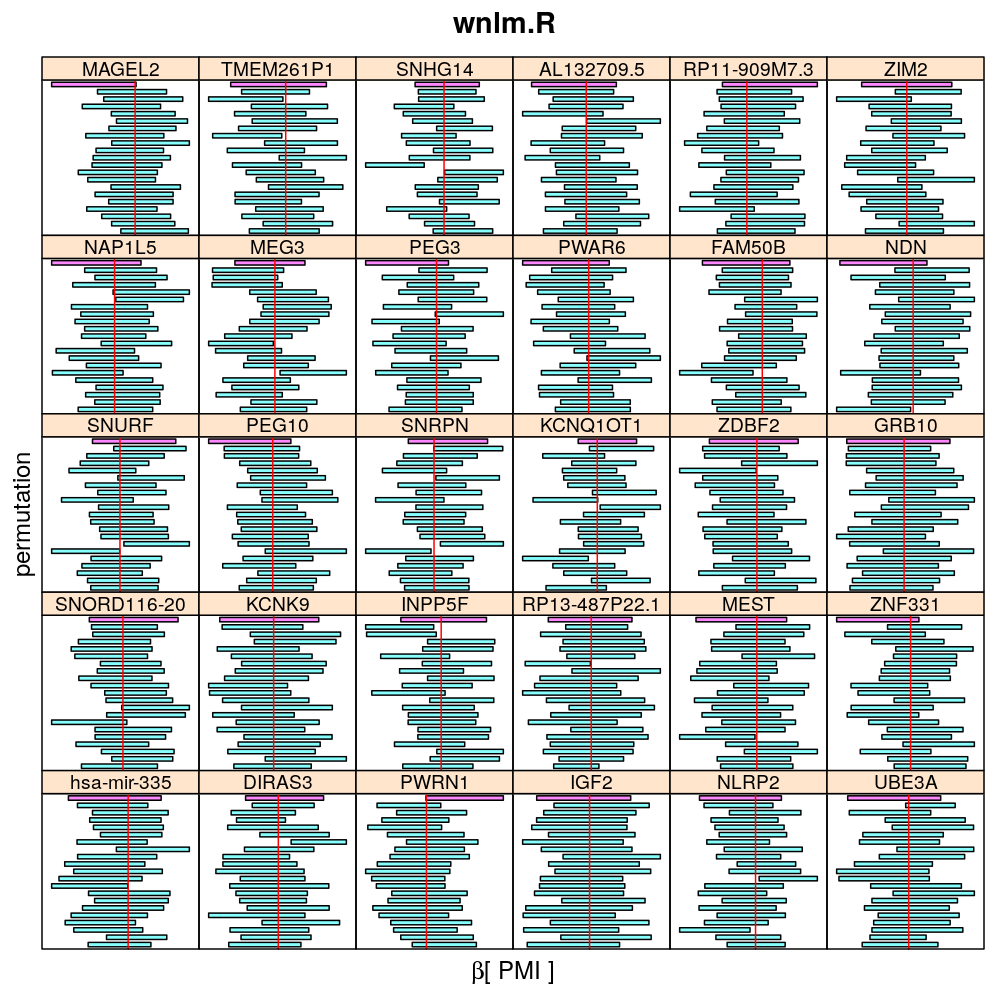 wnlm.R
MAGEL2 TMEM261P1 SNHG14 AL132709.5 RP11-909M7.3 ZIM2
NAP1L5 MEG3 PEG3 PWAR6 FAM50B NDN
SNURF PEG10 SNRPN KCNQ1OT1 ZDBF2 GRB10
SNORD116-20 KCNK9 INPP5F RP13-487P22.1 MEST ZNF331
hsa-mir-335 DIRAS3 PWRN1 IGF2 NLRP2 UBE3A
permutation
β[ PMI ]